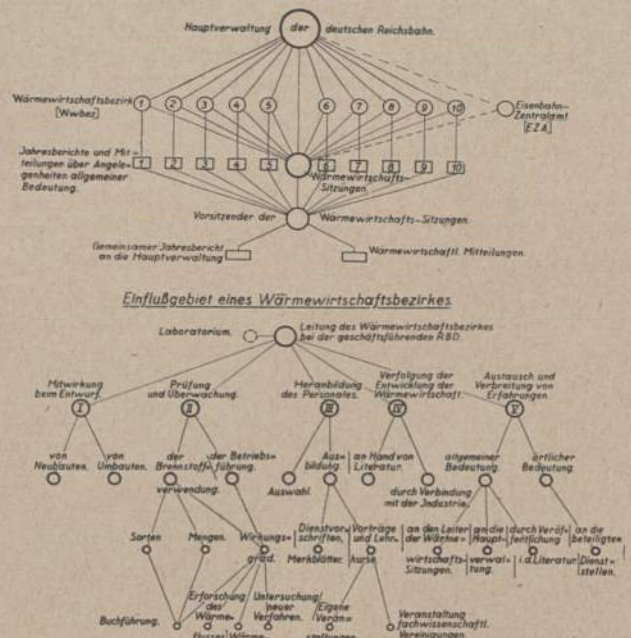 Hauptverwaltung der deutschen Reichsbahn.
Wärmewirtschaftsbezirk
[Wwbez]
1 2 3 4 5 6 7 8 9 10
Eisenbahn-
Zentralamt
[EZA]
Jahresberichte und Mit-
teilungen über Angele-
genheiten allgemeiner
Bedeutung.
1 2 3 4 5 6 7 8 9 10
Wärmewirtschafts-
Sitzungen.
Vorsitzender der Wärmewirtschafts-Sitzungen.
Gemeinsamer Jahresbericht
an die Hauptverwaltung
Wärmewirtschaftl. Mitteilungen.
Einflußgebiet eines Wärmewirtschaftsbezirkes
Laboratorium.
Leitung des Wärmewirtschaftsbezirkes
bei der geschäftsführenden RBD.
Mitwirkung
beim Entwurf.
I
Prüfung
und Überwachung.
II
Heranbildung
des Personales.
III
Verfolgung der
Entwicklung der
Wärmewirtschaft.
IV
Austausch und
Verbreitung von
Erfahrungen.
V
von
Neubauten.
von
Umbauten.
der
Brennstoff-
verwendung.
der Betriebs=
führung.
Auswahl.
Aus-
bildung.
an Hand von
Literatur.
durch Verbindung
mit der Industrie.
allgemeiner
Bedeutung.
örtlicher
Bedeutung.
Sorten
Mengen.
Wirkungs=
grad.
Dienstvor-
schriften,
Merkblätter.
Vorträge
und Lehr-
kurse
an den Leiter
der Wärme-
wirtschafts-
Sitzungen.
an die
Haupt-
verwal-
tung.
durch Veröf-
fentlichung
i.d.Literatur.
an die
beteiligten
Dienst=
stellen.
Buchführung.
Erforschung
des
Wärme-
flusses
Wärme-
Untersuchung
neuer
Verfahren.
Eigene
Veran=
staltungen
Veranstaltung
fachwissenschaftl.
Vereinigungen